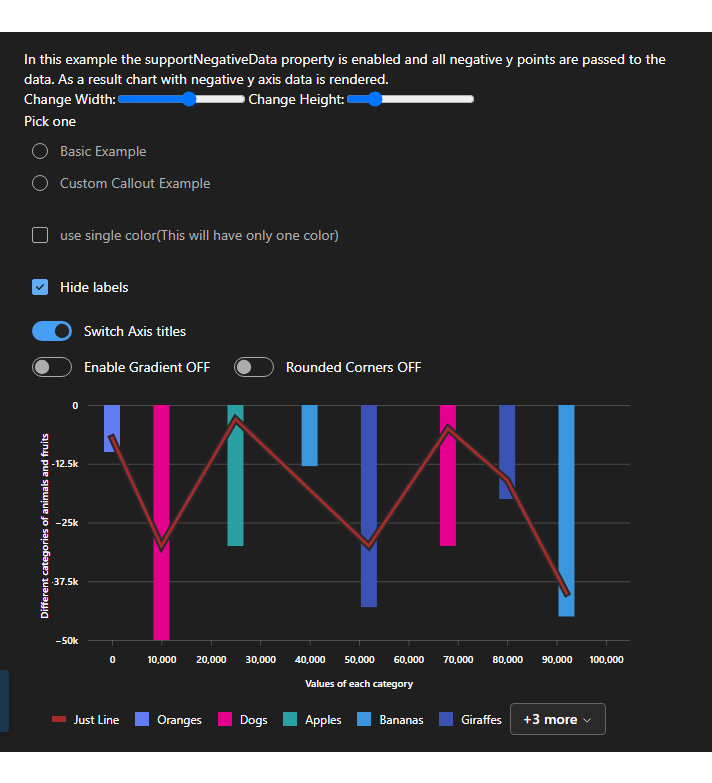 In this example the supportNegativeData property is enabled and all negative y points are passed to the
data. As a result chart with negative y axis data is rendered.
Change Width: Change Height:
Pick one
Basic Example
Custom Callout Example
use single color(This will have only one color)
Hide labels
Switch Axis titles
Enable Gradient OFF Rounded Corners OFF
Different categories of animals and fruits
0
-12.5k
−25k
-37.5k
−50k
0 10,000 20,000 30,000 40,000 50,000 60,000 70,000 80,000 90,000 100,000
Values of each category
Just Line Oranges Dogs Apples Bananas Giraffes +3 more